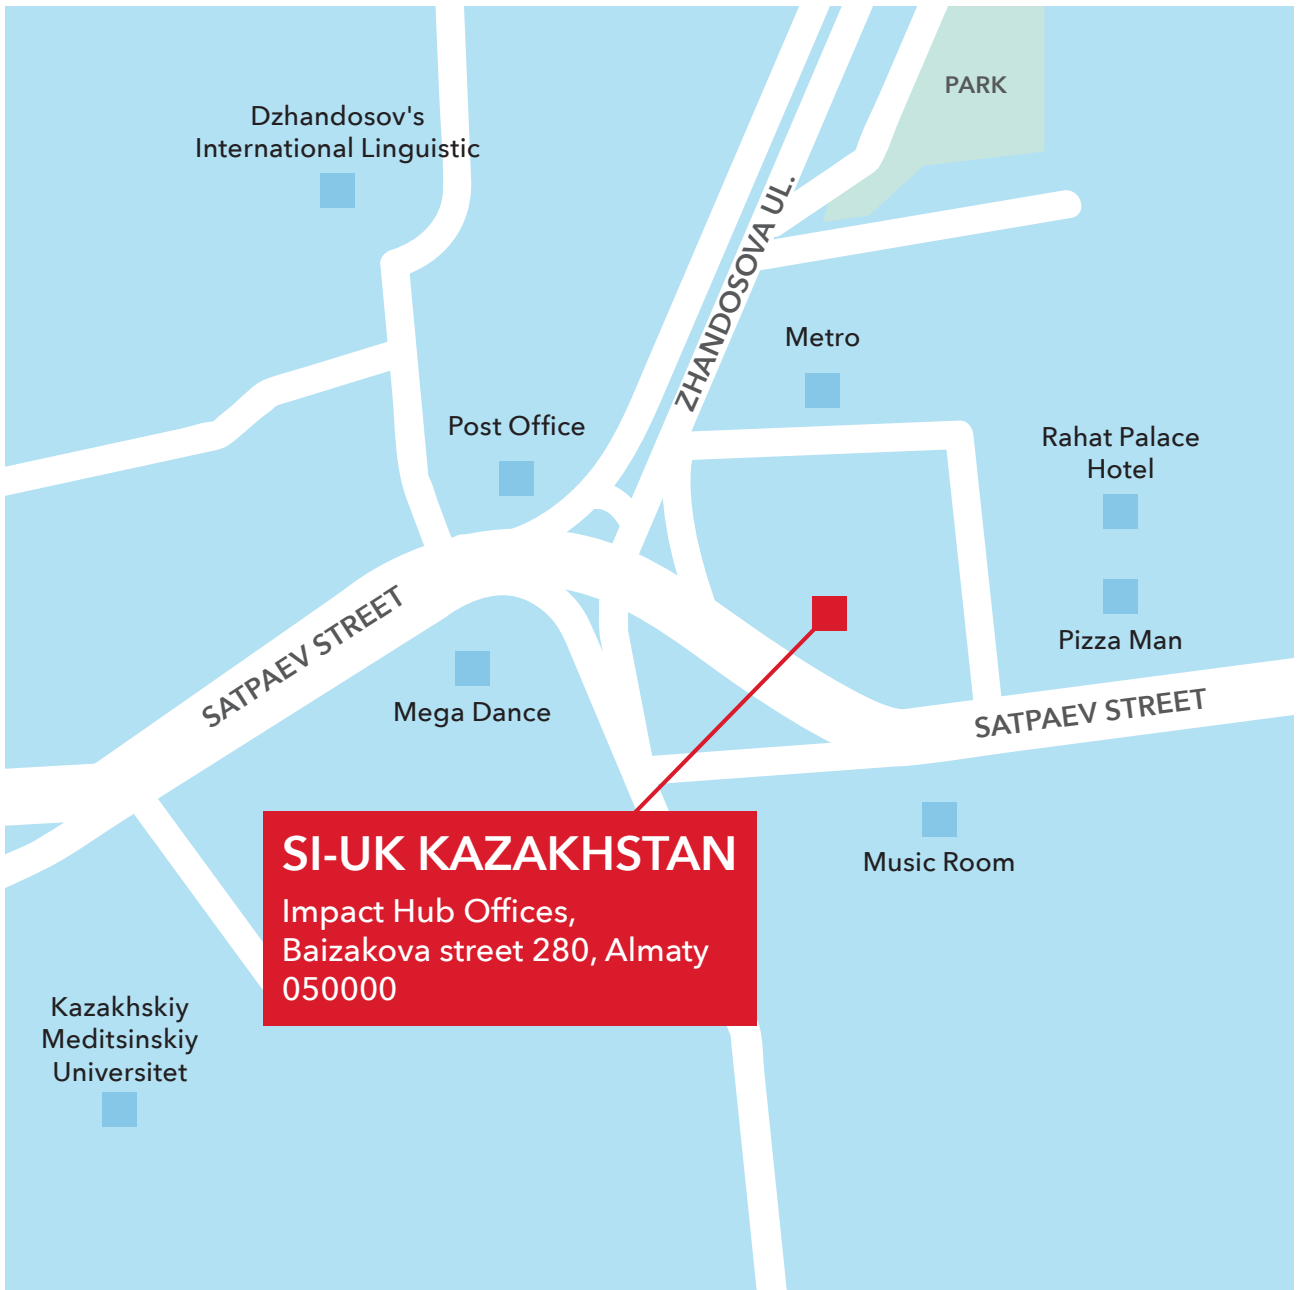 PARK
Dzhandosov's
International Linguistic
ZHANDOSOVA UL.
Metro
Post Office
Rahat Palace
Hotel
SATPAEV STREET
Pizza Man
Mega Dance
SATPAEV STREET
SI-UK KAZAKHSTAN
Impact Hub Offices,
Baizakova street 280, Almaty
050000
Music Room
Kazakhskiy
Meditsinskiy
Universitet